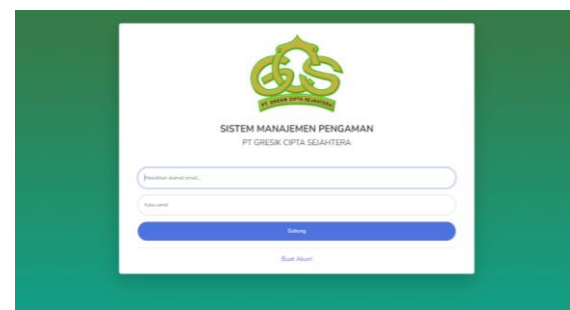 GCS
PT. GRESIK CIPTA SEJAHTERA
SISTEM MANAJEMEN PENGAMAN
PT GRESIK CIPTA SEJAHTERA
Masukkan alamat email...
Kata sandi
Gabung
Buat Akun!